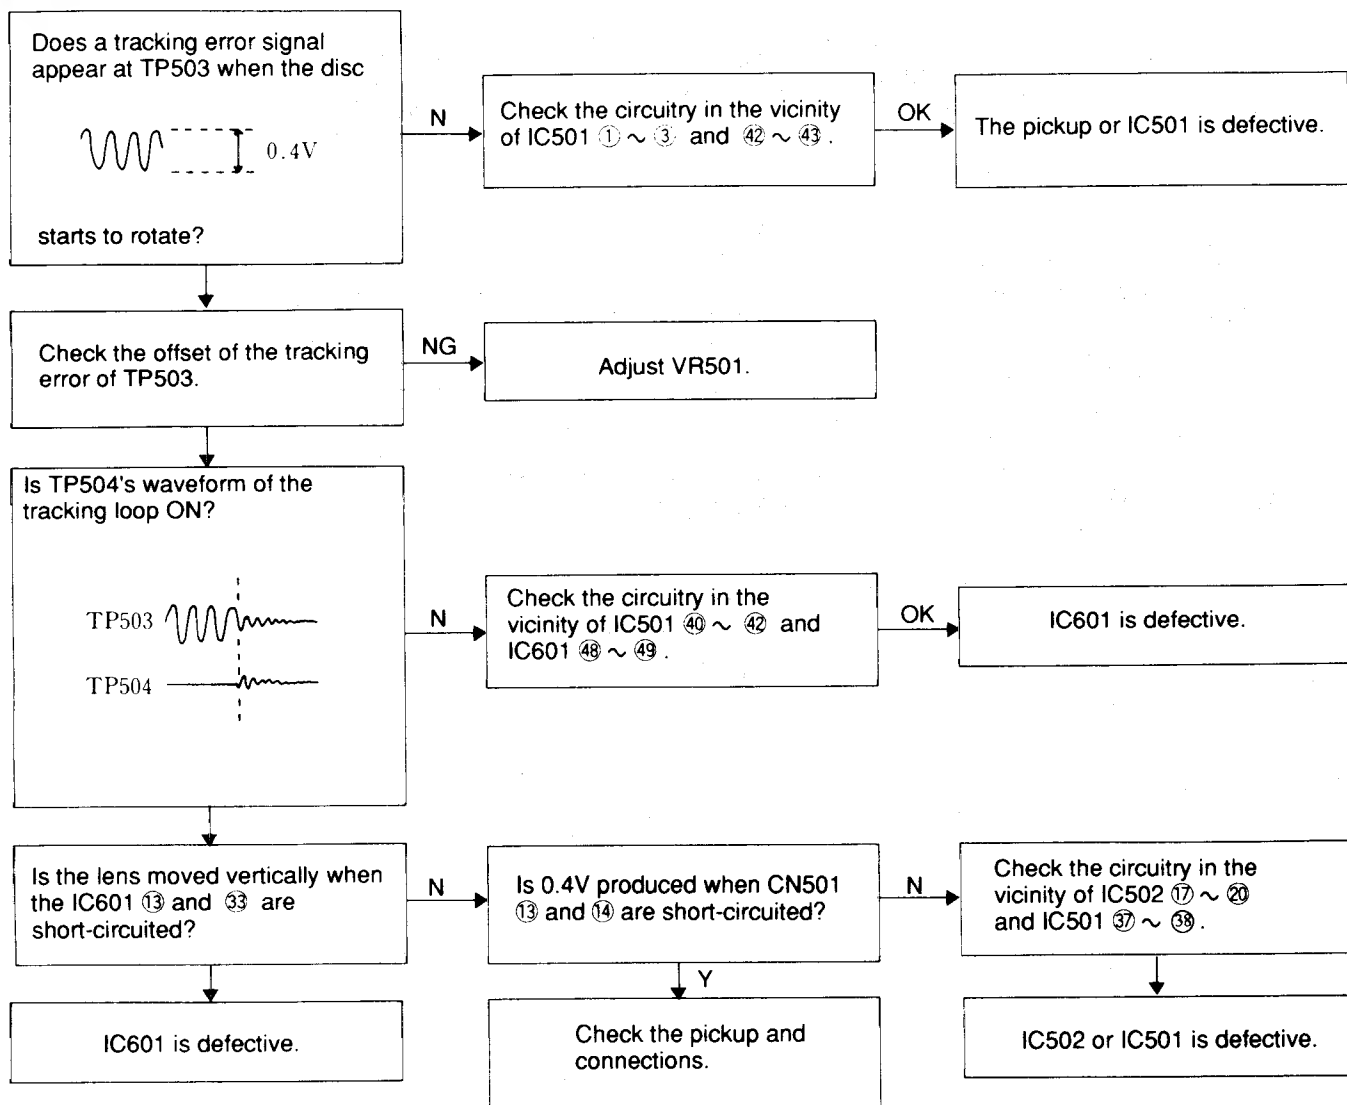 Does a tracking error signal
appear at TP503 when the disc
0.4V
starts to rotate?
N
Check the circuitry in the vicinity
of IC501 ① ~ ③ and ㊷ ~ ㊸ .
OK
The pickup or IC501 is defective.
Check the offset of the tracking
error of TP503.
NG
Adjust VR501.
Is TP504's waveform of the
tracking loop ON?
TP503
TP504
N
Check the circuitry in the
vicinity of IC501 ㊵ ~ ㊷ and
IC601 ㊽ ~ ㊾ .
OK
IC601 is defective.
Is the lens moved vertically when
the IC601 ⑬ and ㉝ are
short-circuited?
N
Is 0.4V produced when CN501
⑬ and ⑭ are short-circuited?
N
Check the circuitry in the
vicinity of IC502 ⑰ ~ ⑳
and IC501 ㊲ ~ ㊳ .
Y
IC601 is defective.
Check the pickup and
connections.
IC502 or IC501 is defective.